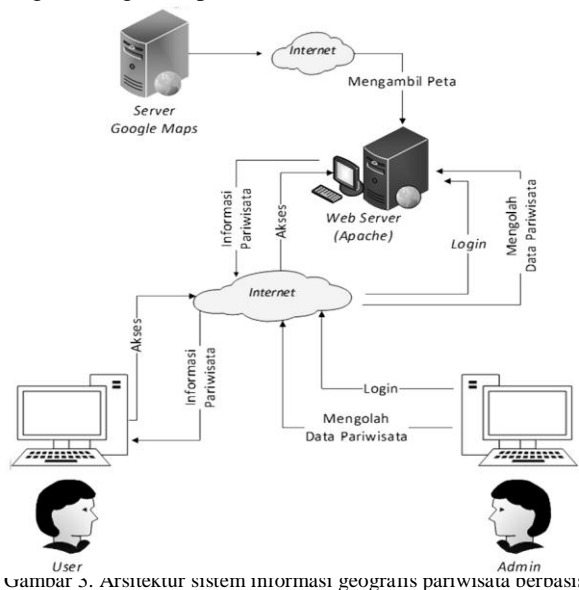 Internet
Mengambil Peta
Server
Google Maps
Informasi
Pariwisata
Akses
Web Server
(Apache)
Login
Mengolah
Data Pariwisata
Internet
Akses
Informasi
Pariwisata
Login
Mengolah
Data Pariwisata
User
Admin
Gambar 3. Arsitektur sistem informasi geografis pariwisata berbasis